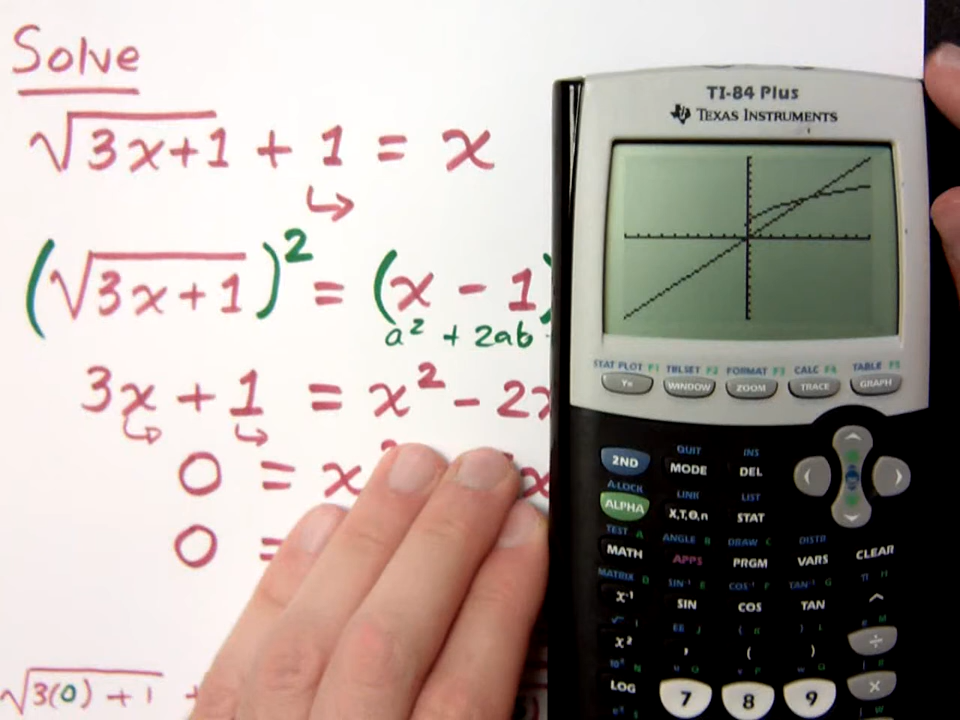 Solve
√3x+1 + 1 = x
(√3x+1)² = (x - 1)
a² + 2ab
3x + 1 = x² - 2x
0 = x
0 =
√3(0) + 1 +
TI-84 Plus
TEXAS INSTRUMENTS
STAT PLOT F1 TBLSET F2 FORMAT F3 CALC F4 TABLE F5
Y= WINDOW ZOOM TRACE GRAPH
QUIT INS
2ND MODE DEL
A-LOCK LINK LIST
ALPHA X,T,Θ,n STAT
TEST A ANGLE B DRAW C DISTR
MATH APPS PRGM VARS CLEAR
MATRIX D SIN⁻¹ E COS⁻¹ F TAN⁻¹ G H
x⁻¹ SIN COS TAN ^
√ I EE J { K } L e M
x² , ( ) ÷
10ˣ N u O v P w Q R
LOG 7 8 9 ×